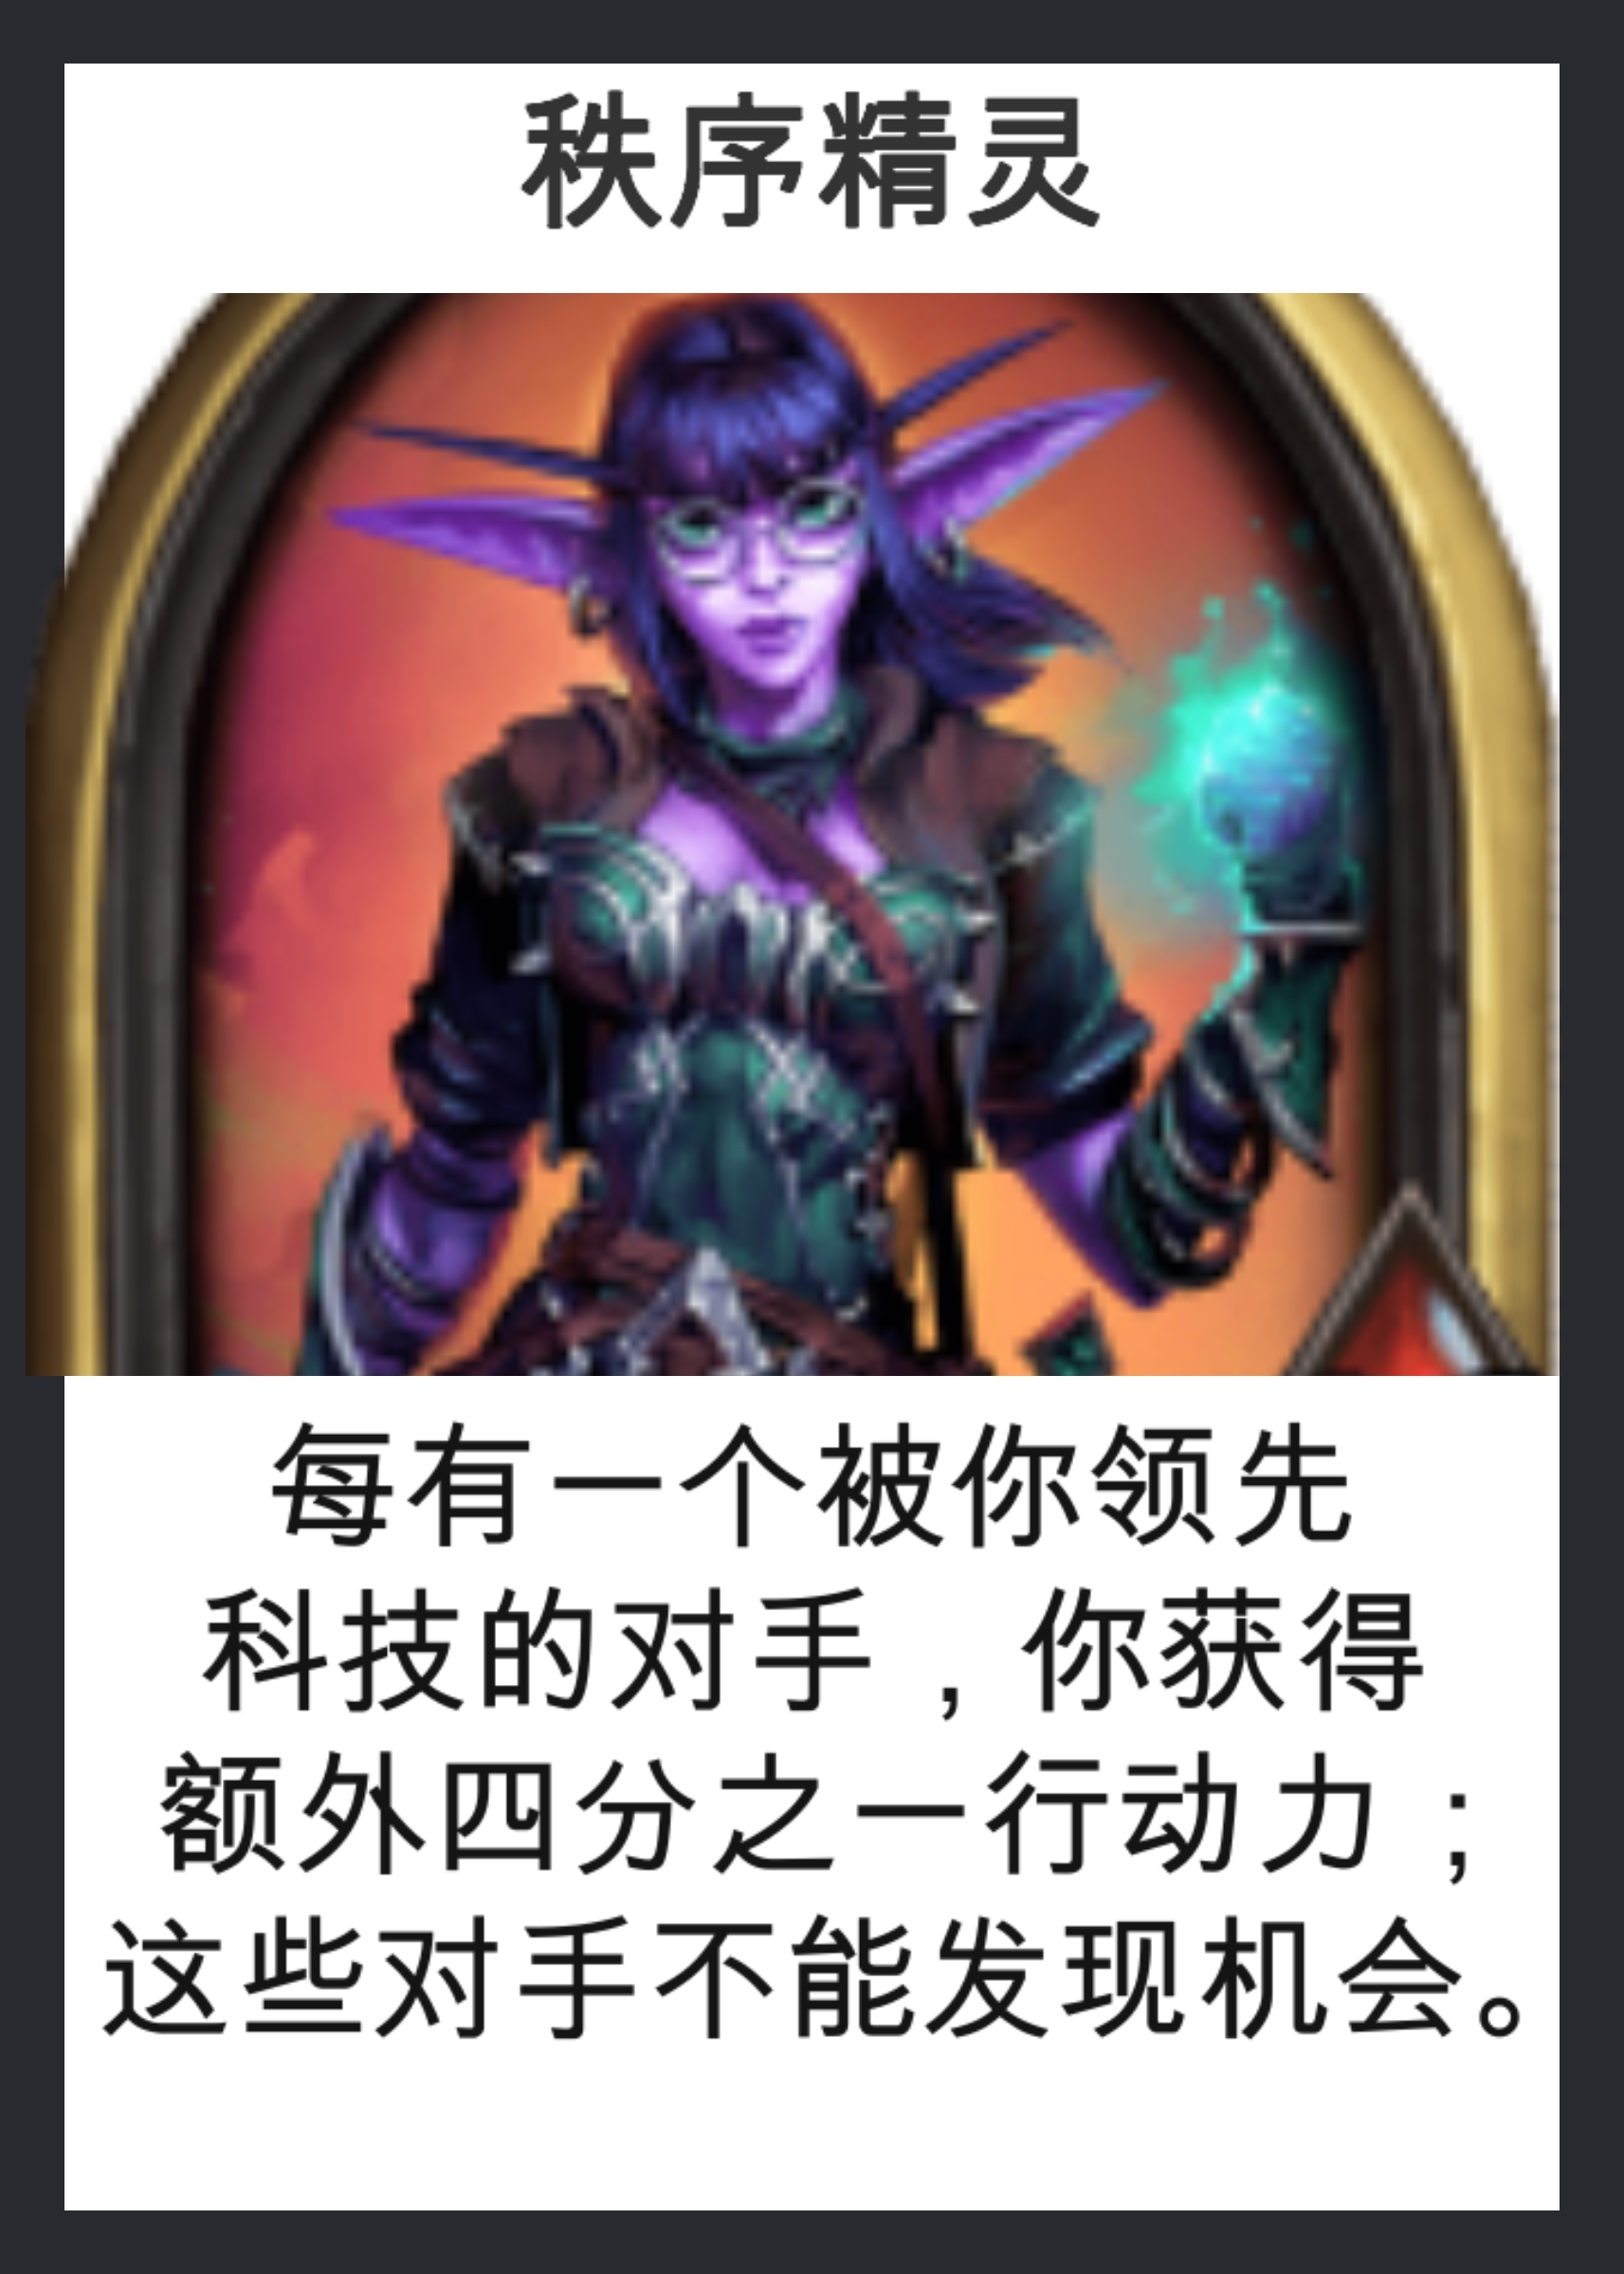 秩序精灵
每有一个被你领先
科技的对手，你获得
额外四分之一行动力；
这些对手不能发现机会。